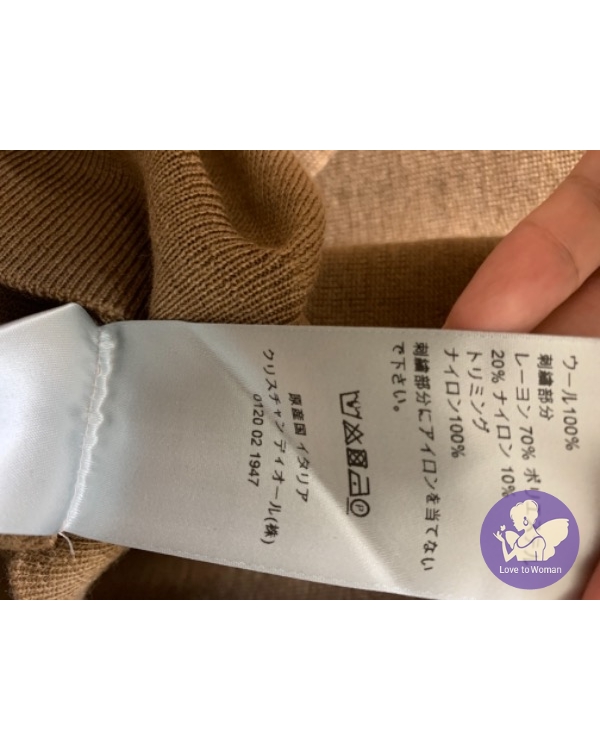 ウール100%
刺繍部分
レーヨン 70% ポリ
20% ナイロン 10%
トリミング
ナイロン100%
刺繍部分にアイロンを当てない
で下さい。
原産国 イタリア
クリスチャン ディオール(株)
0120 02 1947
Love to Woman